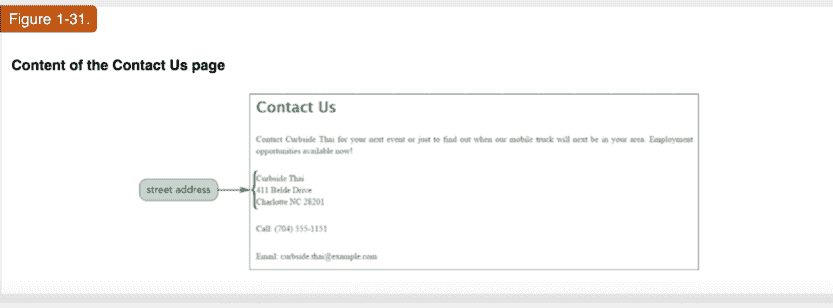 Figure 1-31.
Content of the Contact Us page
Contact Us
Contact Curbside Thai for your next event or just to find out when our mobile truck will next be in your area. Employment
opportunities available now!
street address
Curbside Thai
411 Belde Drive
Charlotte NC 28201
Call: (704) 555-1151
Email: curbside.thai@example.com